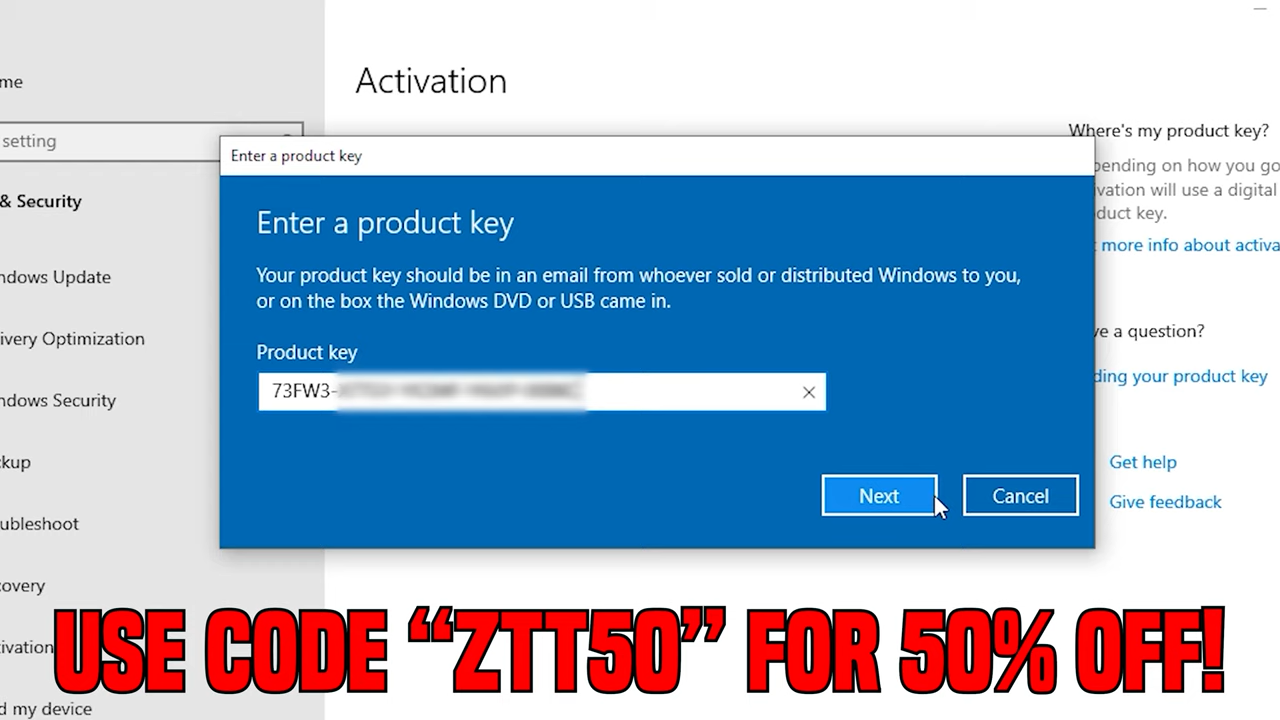 me
Activation
setting
Where's my product key?
Enter a product key
pending on how you go
vation will use a digital
duct key.
& Security
Enter a product key
more info about activa
Your product key should be in an email from whoever sold or distributed Windows to you,
or on the box the Windows DVD or USB came in.
ndows Update
ve a question?
ivery Optimization
Product key
ding your product key
73FW3-
ndows Security
kup
Get help
Next
Cancel
Give feedback
ubleshoot
covery
USE CODE “ZTT50” FOR 50% OFF!
ivation
d my device